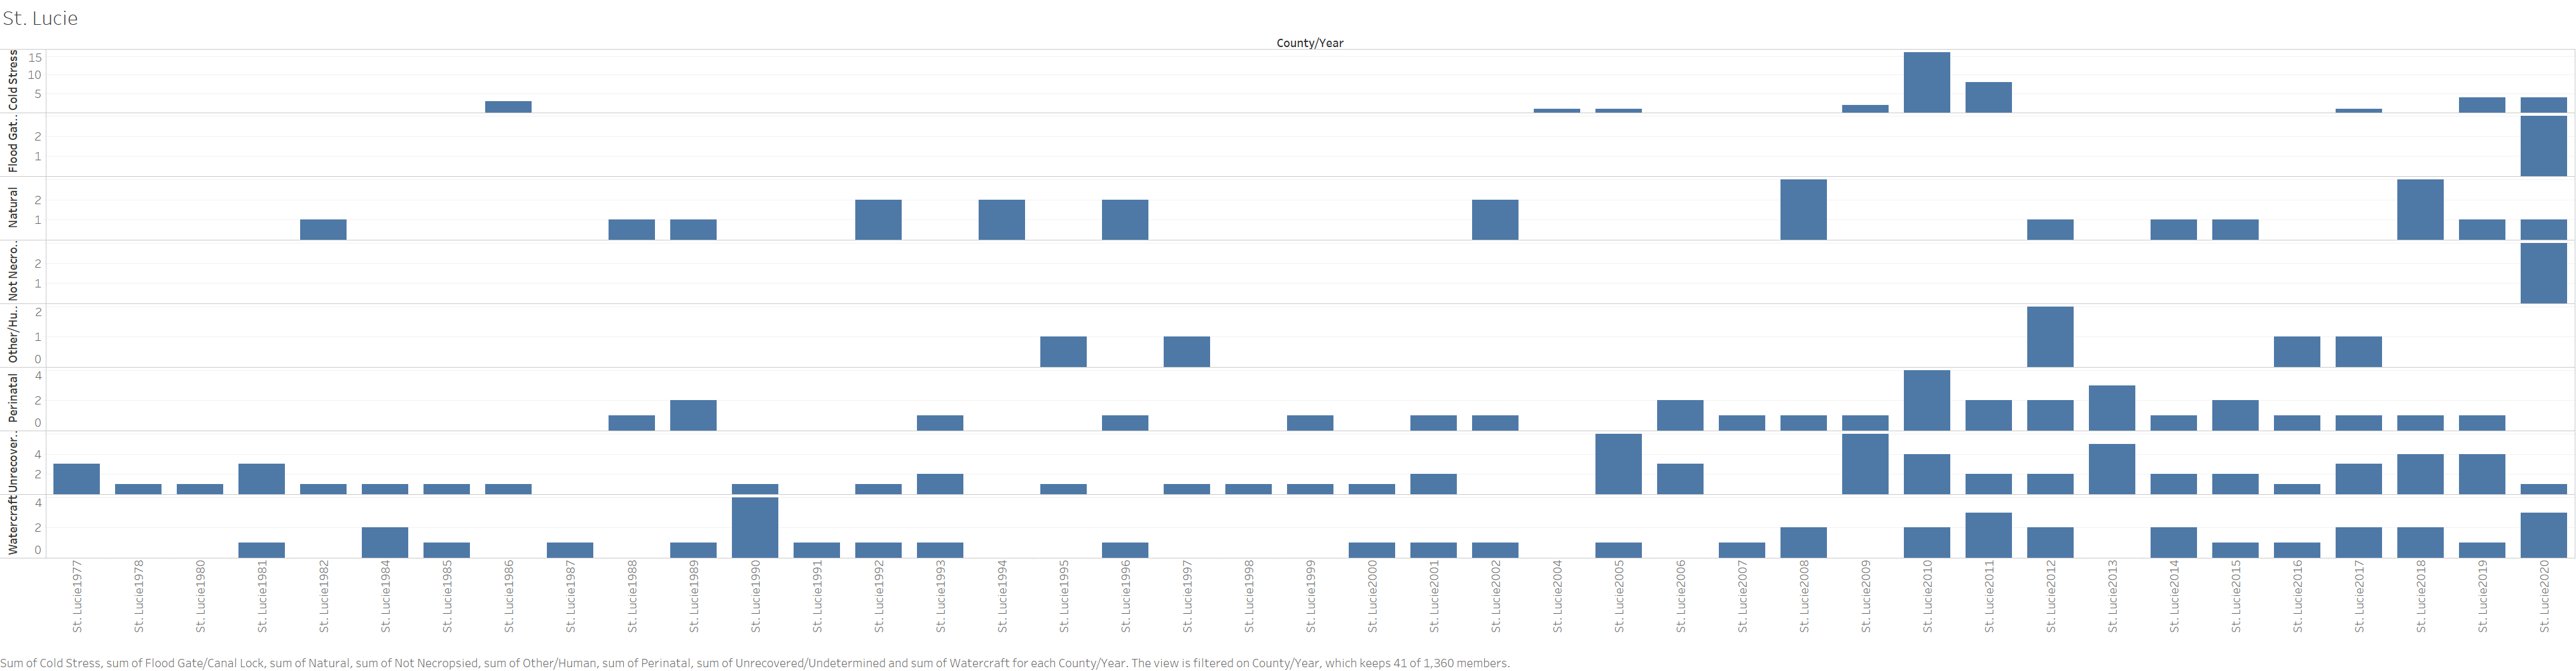 St. Lucie
County/Year
Cold Stress
15
10
5
Flood Gat..
2
1
Natural
2
1
Not Necro..
2
1
Other/Hu..
2
1
0
Perinatal
4
2
0
Unrecover..
4
2
Watercraft
4
2
0
St. Lucie1977
St. Lucie1978
St. Lucie1980
St. Lucie1981
St. Lucie1982
St. Lucie1984
St. Lucie1985
St. Lucie1986
St. Lucie1987
St. Lucie1988
St. Lucie1989
St. Lucie1990
St. Lucie1991
St. Lucie1992
St. Lucie1993
St. Lucie1994
St. Lucie1995
St. Lucie1996
St. Lucie1997
St. Lucie1998
St. Lucie1999
St. Lucie2000
St. Lucie2001
St. Lucie2002
St. Lucie2004
St. Lucie2005
St. Lucie2006
St. Lucie2007
St. Lucie2008
St. Lucie2009
St. Lucie2010
St. Lucie2011
St. Lucie2012
St. Lucie2013
St. Lucie2014
St. Lucie2015
St. Lucie2016
St. Lucie2017
St. Lucie2018
St. Lucie2019
St. Lucie2020
Sum of Cold Stress, sum of Flood Gate/Canal Lock, sum of Natural, sum of Not Necropsied, sum of Other/Human, sum of Perinatal, sum of Unrecovered/Undetermined and sum of Watercraft for each County/Year. The view is filtered on County/Year, which keeps 41 of 1,360 members.